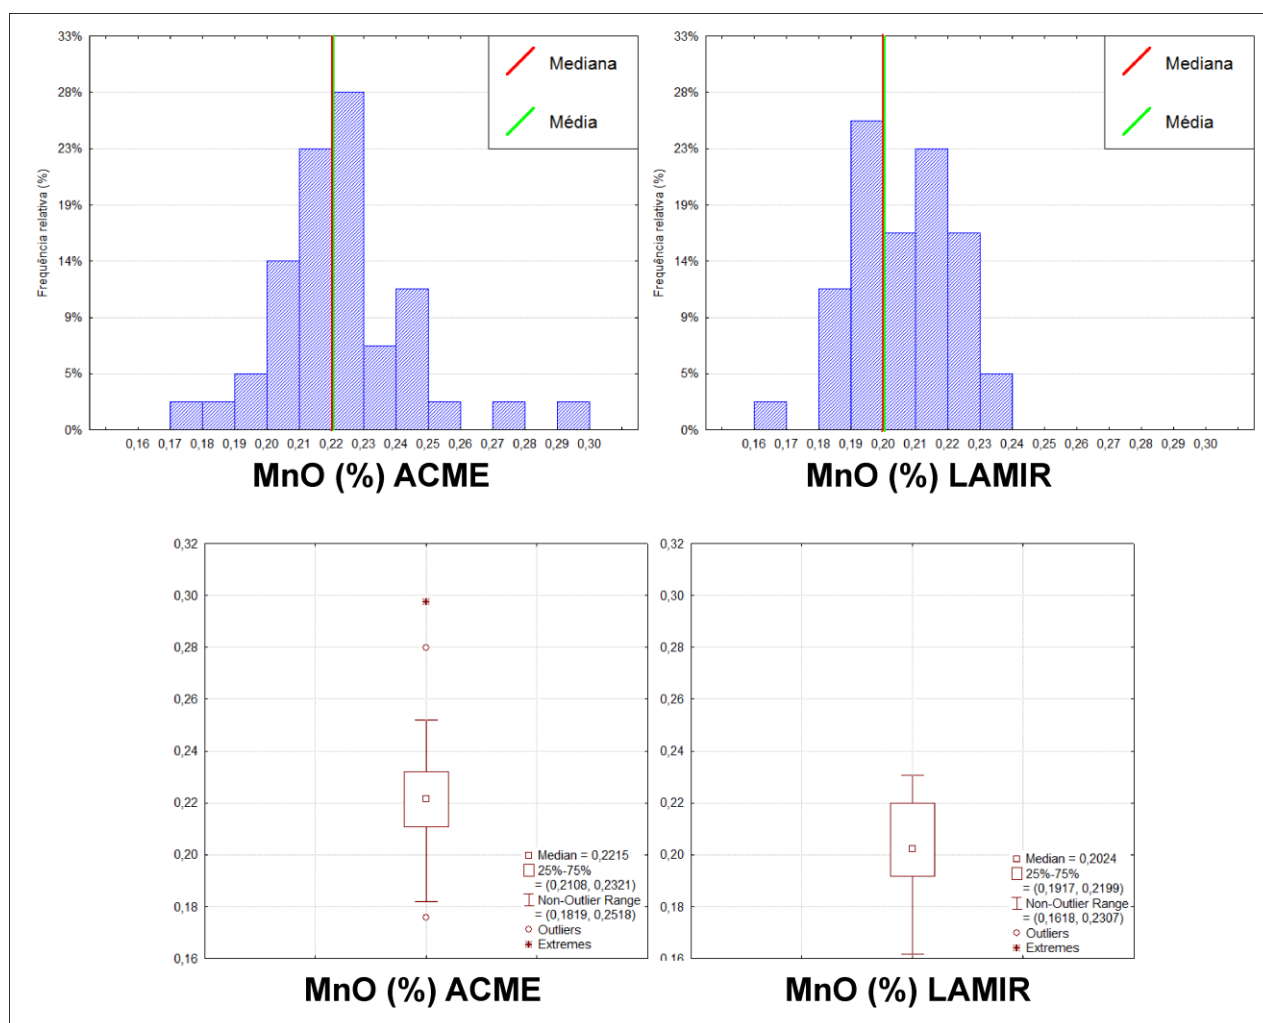 33%
28%
23%
19%
14%
9%
5%
0%
Frequência relativa (%)
Mediana
Média
0,16 0,17 0,18 0,19 0,20 0,21 0,22 0,23 0,24 0,25 0,26 0,27 0,28 0,29 0,30
MnO (%) ACME
33%
28%
23%
19%
14%
9%
5%
0%
Frequência relativa (%)
Mediana
Média
0,16 0,17 0,18 0,19 0,20 0,21 0,22 0,23 0,24 0,25 0,26 0,27 0,28 0,29 0,30
MnO (%) LAMIR
0,32
0,30
0,28
0,26
0,24
0,22
0,20
0,18
0,16
Median = 0,2215
25%-75%
= (0,2108, 0,2321)
Non-Outlier Range
= (0,1819, 0,2518)
Outliers
Extremes
MnO (%) ACME
0,32
0,30
0,28
0,26
0,24
0,22
0,20
0,18
0,16
Median = 0,2024
25%-75%
= (0,1917, 0,2199)
Non-Outlier Range
= (0,1618, 0,2307)
Outliers
Extremes
MnO (%) LAMIR